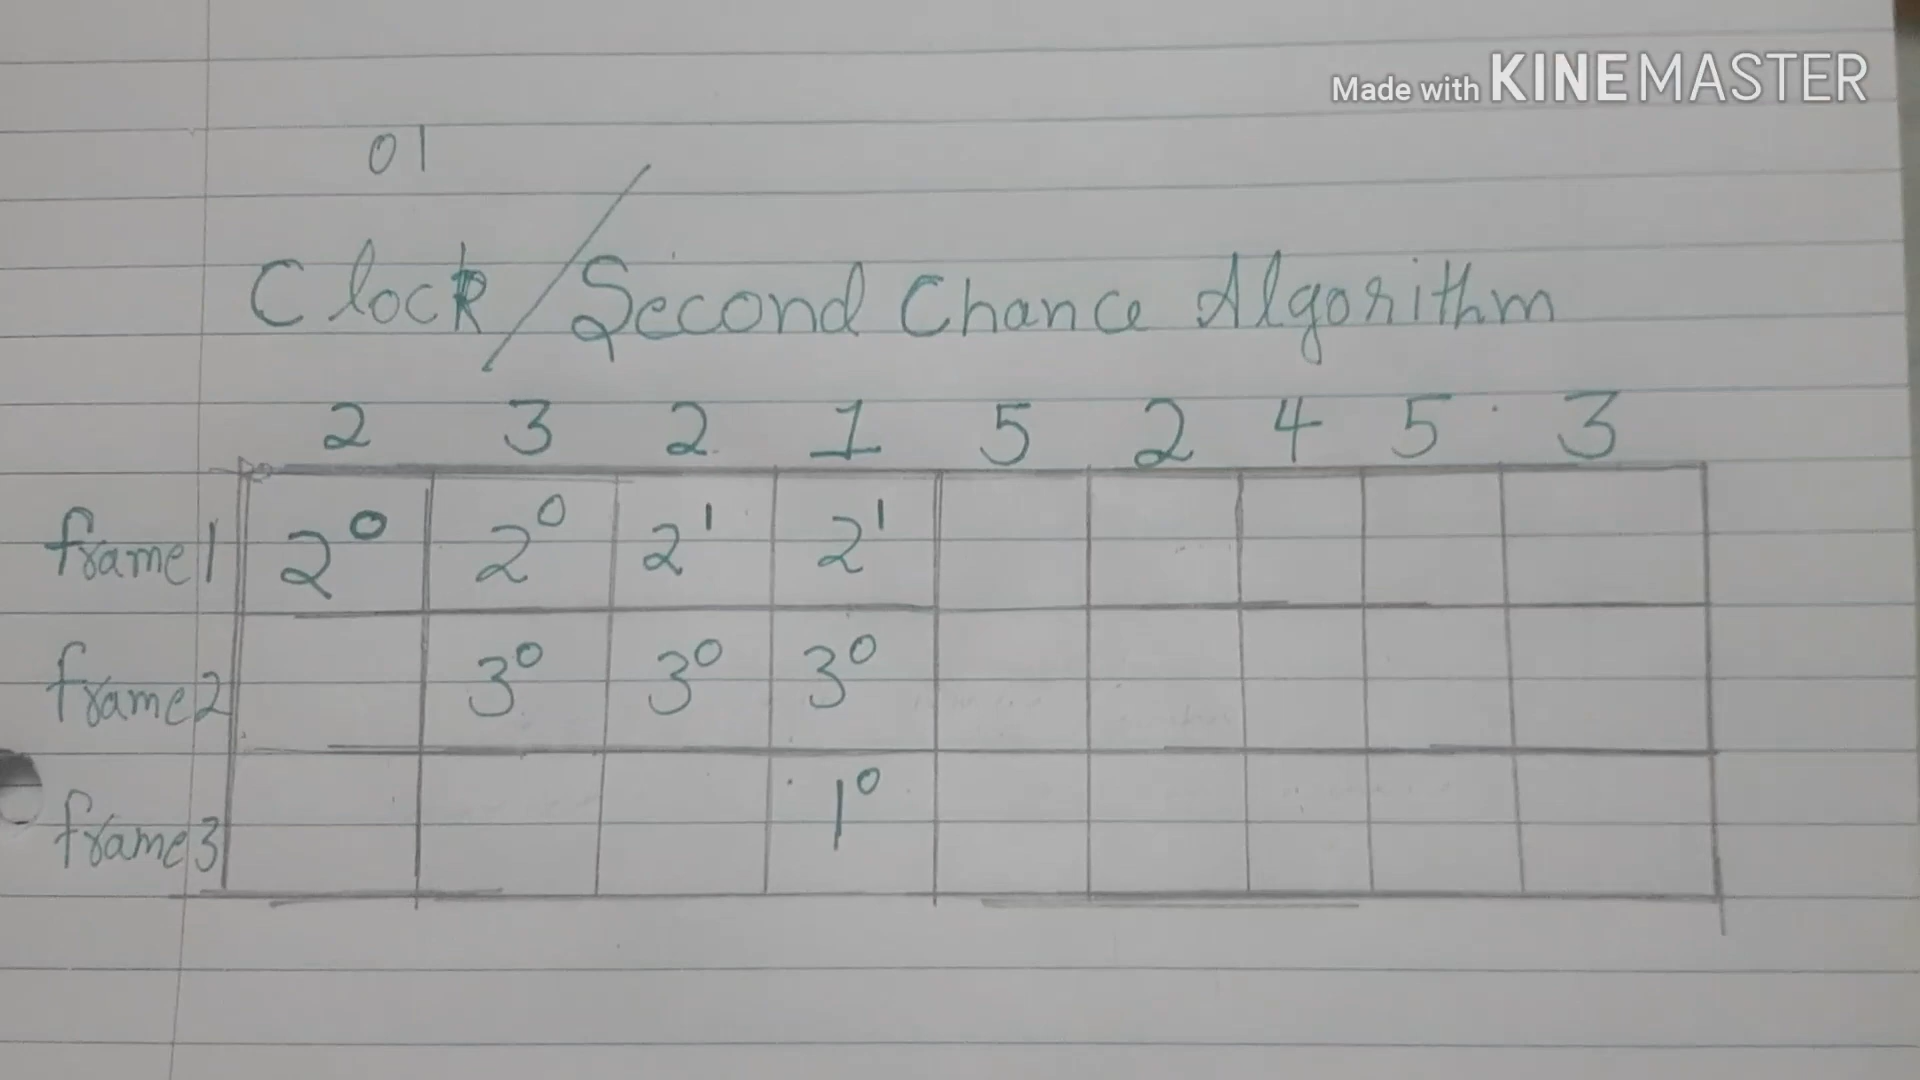 Made with KINEMASTER
01
Clock/Second Chance Algorithm
2 3 2 1 5 2 4 5 3
frame1 2⁰ 2⁰ 2¹ 2¹
frame2 3⁰ 3⁰ 3⁰
frame3 1⁰